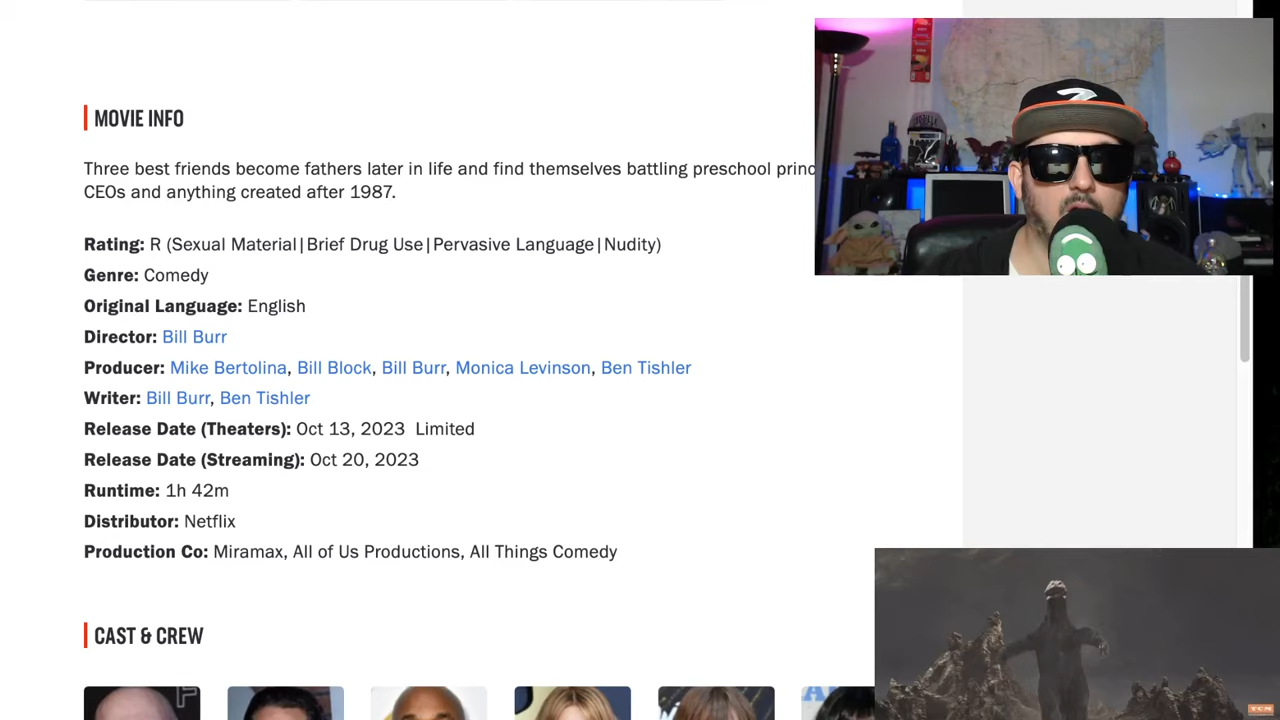 MOVIE INFO
Three best friends become fathers later in life and find themselves battling preschool princ
CEOs and anything created after 1987.
Rating: R (Sexual Material|Brief Drug Use|Pervasive Language|Nudity)
Genre: Comedy
Original Language: English
Director: Bill Burr
Producer: Mike Bertolina, Bill Block, Bill Burr, Monica Levinson, Ben Tishler
Writer: Bill Burr, Ben Tishler
Release Date (Theaters): Oct 13, 2023 Limited
Release Date (Streaming): Oct 20, 2023
Runtime: 1h 42m
Distributor: Netflix
Production Co: Miramax, All of Us Productions, All Things Comedy
CAST & CREW
TCM